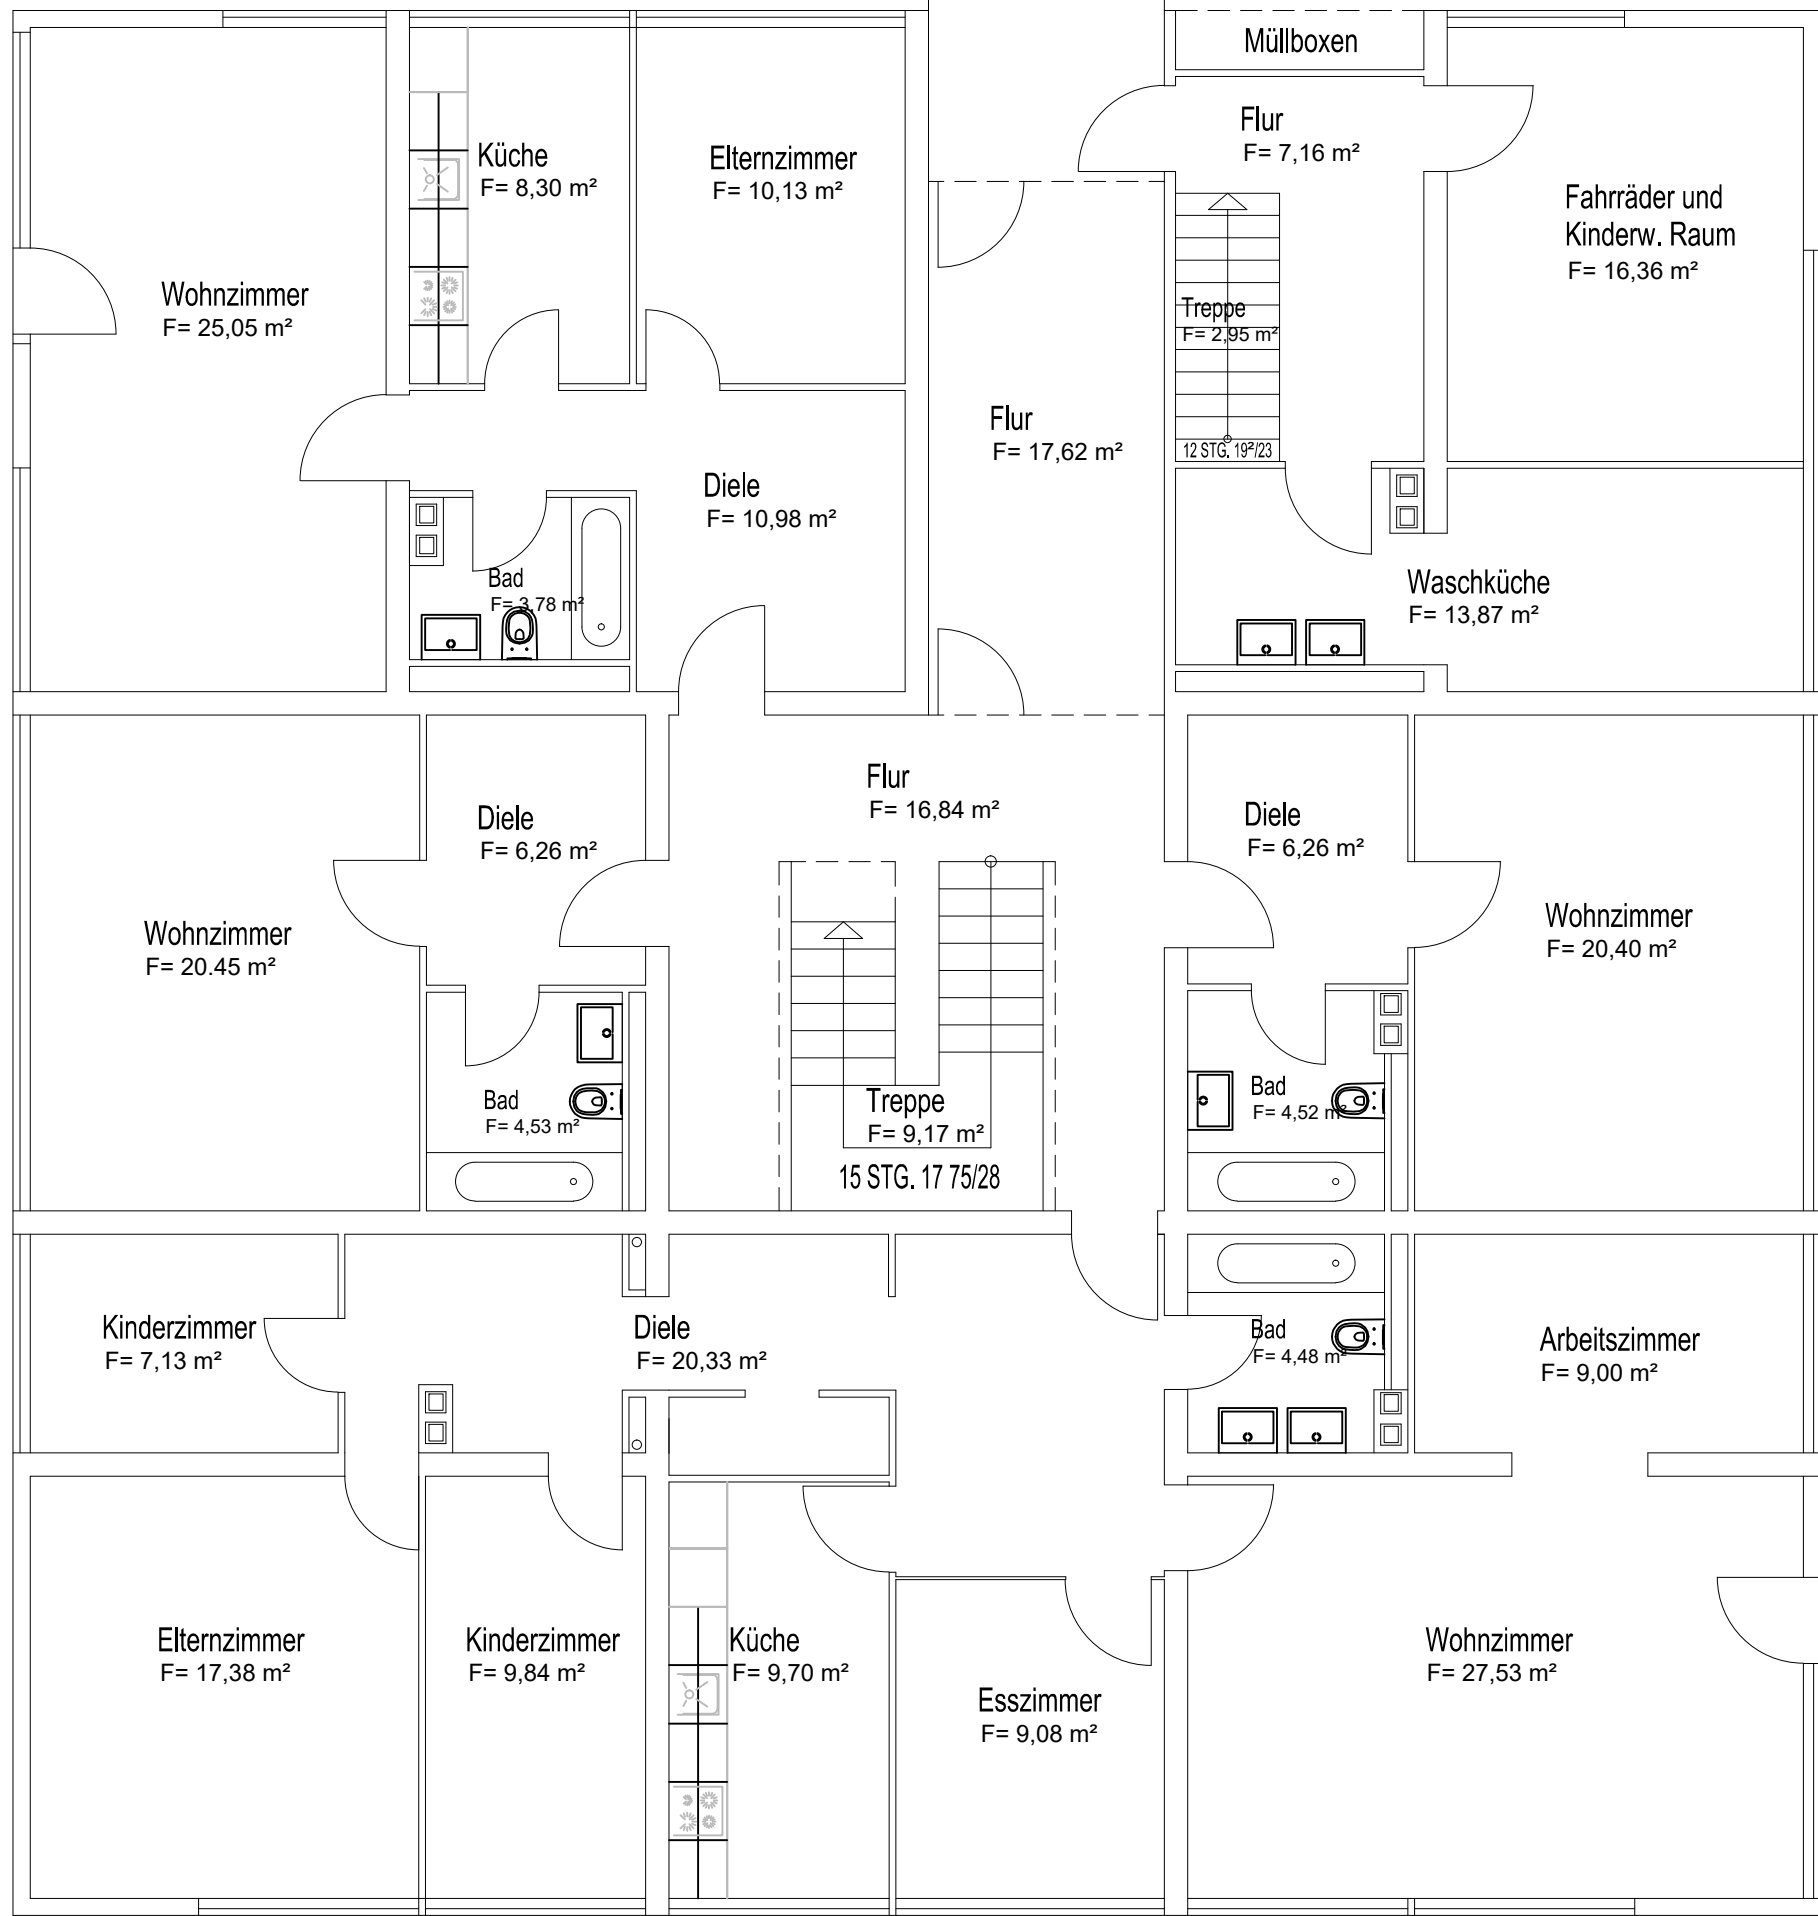 Müllboxen
Flur
F= 7,16 m²
Küche
F= 8,30 m²
Elternzimmer
F= 10,13 m²
Fahrräder und
Kinderw. Raum
F= 16,36 m²
Wohnzimmer
F= 25,05 m²
Treppe
F= 2,95 m²
12 STG. 19²/23
Flur
F= 17,62 m²
Diele
F= 10,98 m²
Bad
F= 3,78 m²
Waschküche
F= 13,87 m²
Flur
F= 16,84 m²
Diele
F= 6,26 m²
Diele
F= 6,26 m²
Wohnzimmer
F= 20.45 m²
Wohnzimmer
F= 20,40 m²
Bad
F= 4,53 m²
Treppe
F= 9,17 m²
15 STG. 17 75/28
Bad
F= 4,52 m²
Kinderzimmer
F= 7,13 m²
Diele
F= 20,33 m²
Bad
F= 4,48 m²
Arbeitszimmer
F= 9,00 m²
Elternzimmer
F= 17,38 m²
Kinderzimmer
F= 9,84 m²
Küche
F= 9,70 m²
Esszimmer
F= 9,08 m²
Wohnzimmer
F= 27,53 m²